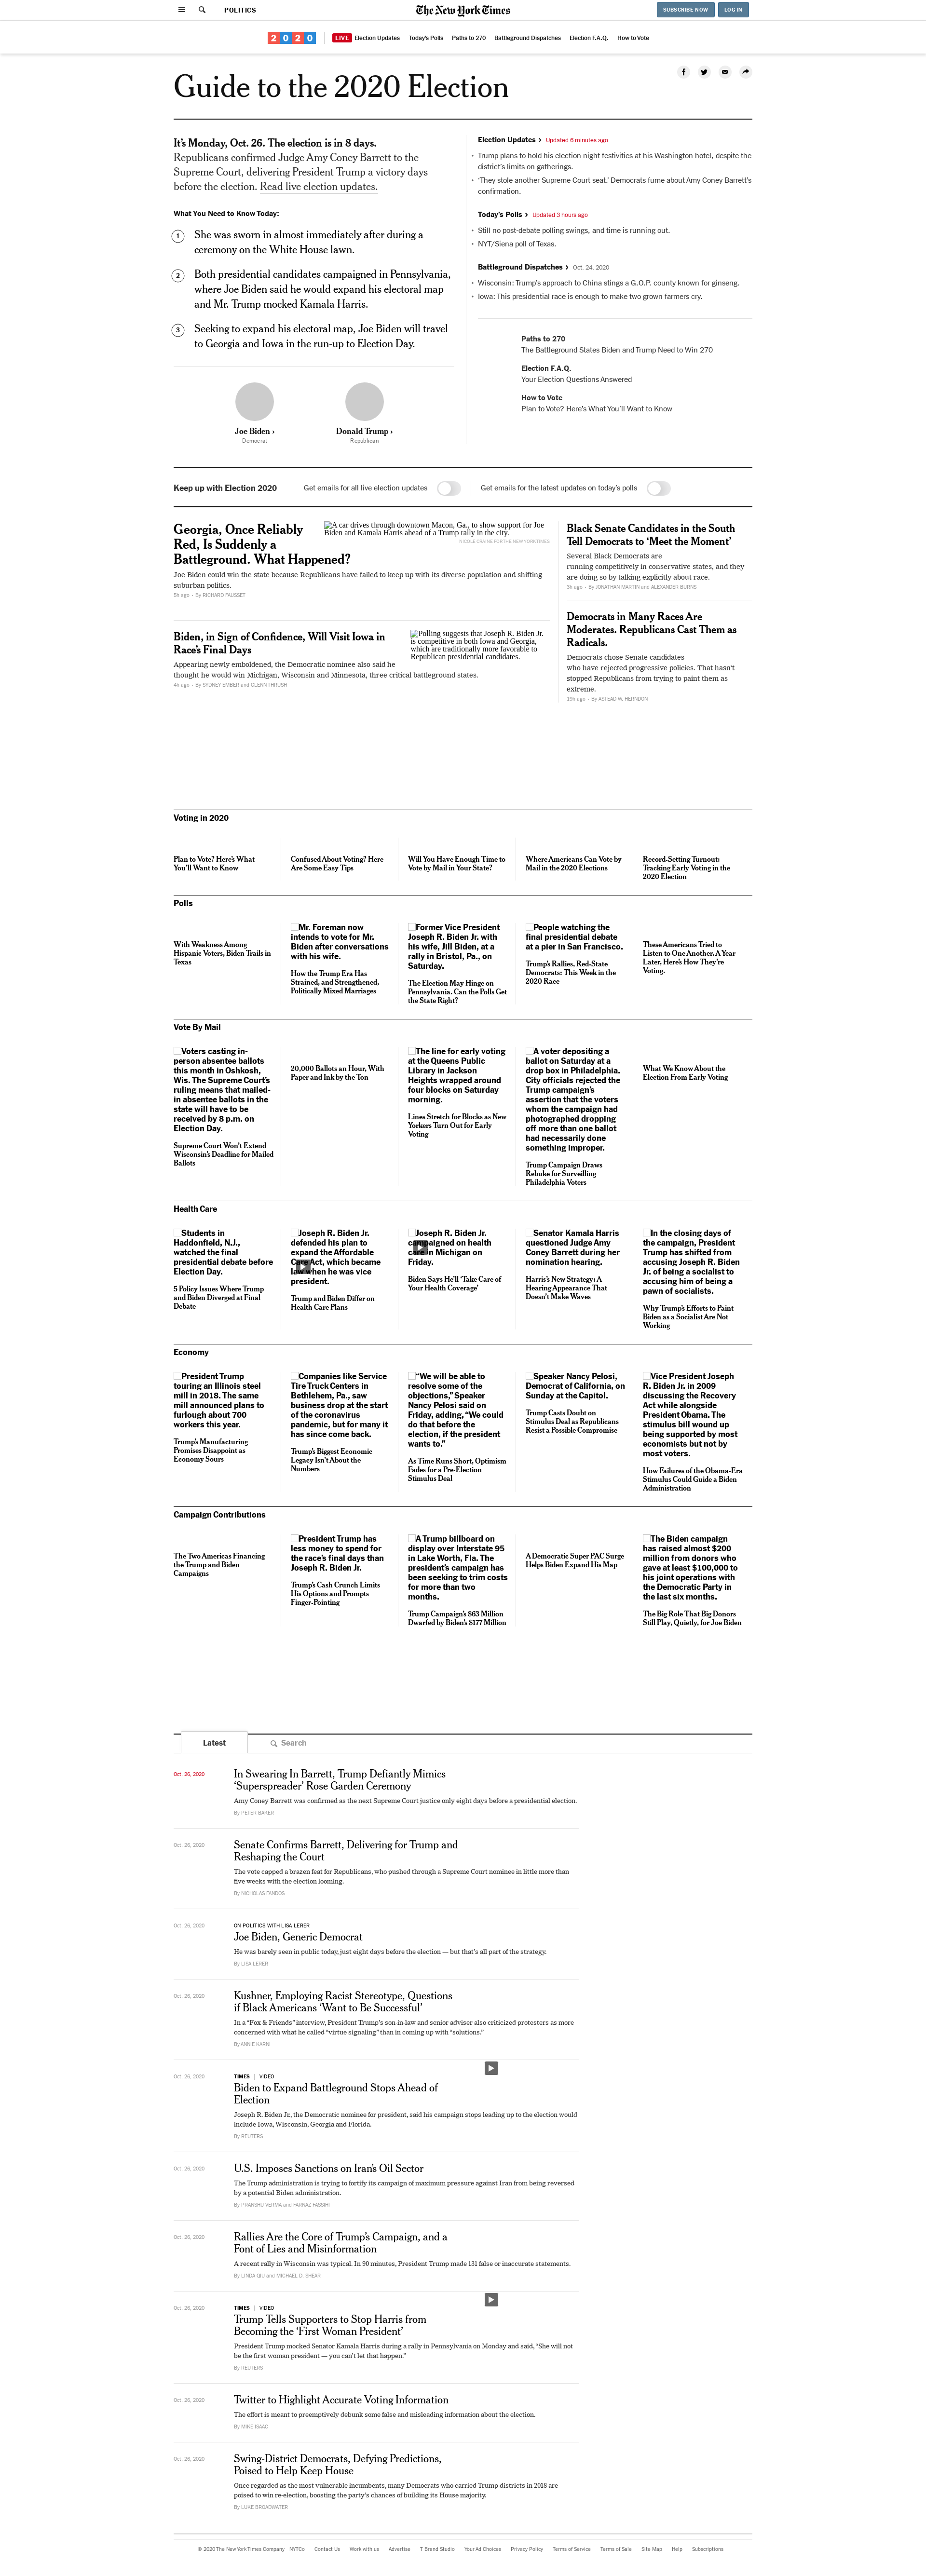 POLITICS
The New York Times
SUBSCRIBE NOW
LOG IN
2020
LIVE Election Updates
Today's Polls
Paths to 270
Battleground Dispatches
Election F.A.Q.
How to Vote
Guide to the 2020 Election
It's Monday, Oct. 26. The election is in 8 days.
Republicans confirmed Judge Amy Coney Barrett to the
Supreme Court, delivering President Trump a victory days
before the election. Read live election updates.
What You Need to Know Today:
1 She was sworn in almost immediately after during a
ceremony on the White House lawn.
2 Both presidential candidates campaigned in Pennsylvania,
where Joe Biden said he would expand his electoral map
and Mr. Trump mocked Kamala Harris.
3 Seeking to expand his electoral map, Joe Biden will travel
to Georgia and Iowa in the run-up to Election Day.
Joe Biden ›
Democrat
Donald Trump ›
Republican
Election Updates › Updated 6 minutes ago
• Trump plans to hold his election night festivities at his Washington hotel, despite the
district's limits on gatherings.
• 'They stole another Supreme Court seat.' Democrats fume about Amy Coney Barrett's
confirmation.
Today's Polls › Updated 3 hours ago
• Still no post-debate polling swings, and time is running out.
• NYT/Siena poll of Texas.
Battleground Dispatches › Oct. 24, 2020
• Wisconsin: Trump's approach to China stings a G.O.P. county known for ginseng.
• Iowa: This presidential race is enough to make two grown farmers cry.
Paths to 270
The Battleground States Biden and Trump Need to Win 270
Election F.A.Q.
Your Election Questions Answered
How to Vote
Plan to Vote? Here's What You'll Want to Know
Keep up with Election 2020
Get emails for all live election updates
Get emails for the latest updates on today's polls
Georgia, Once Reliably
Red, Is Suddenly a
Battleground. What Happened?
A car drives through downtown Macon, Ga., to show support for Joe
Biden and Kamala Harris ahead of a Trump rally in the city.
NICOLE CRAINE FOR THE NEW YORK TIMES
Joe Biden could win the state because Republicans have failed to keep up with its diverse population and shifting
suburban politics.
5h ago - By RICHARD FAUSSET
Biden, in Sign of Confidence, Will Visit Iowa in
Race's Final Days
Polling suggests that Joseph R. Biden Jr.
is competitive in both Iowa and Georgia,
which are traditionally more favorable to
Republican presidential candidates.
Appearing newly emboldened, the Democratic nominee also said he
thought he would win Michigan, Wisconsin and Minnesota, three critical battleground states.
4h ago - By SYDNEY EMBER and GLENN THRUSH
Black Senate Candidates in the South
Tell Democrats to 'Meet the Moment'
Several Black Democrats are
running competitively in conservative states, and they
are doing so by talking explicitly about race.
3h ago - By JONATHAN MARTIN and ALEXANDER BURNS
Democrats in Many Races Are
Moderates. Republicans Cast Them as
Radicals.
Democrats chose Senate candidates
who have rejected progressive policies. That hasn't
stopped Republicans from trying to paint them as
extreme.
19h ago - By ASTEAD W. HERNDON
Voting in 2020
Plan to Vote? Here's What
You'll Want to Know
Confused About Voting? Here
Are Some Easy Tips
Will You Have Enough Time to
Vote by Mail in Your State?
Where Americans Can Vote by
Mail in the 2020 Elections
Record-Setting Turnout:
Tracking Early Voting in the
2020 Election
Polls
With Weakness Among
Hispanic Voters, Biden Trails in
Texas
Mr. Foreman now
intends to vote for Mr.
Biden after conversations
with his wife.
How the Trump Era Has
Strained, and Strengthened,
Politically Mixed Marriages
Former Vice President
Joseph R. Biden Jr. with
his wife, Jill Biden, at a
rally in Bristol, Pa., on
Saturday.
The Election May Hinge on
Pennsylvania. Can the Polls Get
the State Right?
People watching the
final presidential debate
at a pier in San Francisco.
Trump's Rallies, Red-State
Democrats: This Week in the
2020 Race
These Americans Tried to
Listen to One Another. A Year
Later, Here's How They're
Voting.
Vote By Mail
Voters casting in-
person absentee ballots
this month in Oshkosh,
Wis. The Supreme Court's
ruling means that mailed-
in absentee ballots in the
state will have to be
received by 8 p.m. on
Election Day.
Supreme Court Won't Extend
Wisconsin's Deadline for Mailed
Ballots
20,000 Ballots an Hour, With
Paper and Ink by the Ton
The line for early voting
at the Queens Public
Library in Jackson
Heights wrapped around
four blocks on Saturday
morning.
Lines Stretch for Blocks as New
Yorkers Turn Out for Early
Voting
A voter depositing a
ballot on Saturday at a
drop box in Philadelphia.
City officials rejected the
Trump campaign's
assertion that the voters
whom the campaign had
photographed dropping
off more than one ballot
had necessarily done
something improper.
Trump Campaign Draws
Rebuke for Surveilling
Philadelphia Voters
What We Know About the
Election From Early Voting
Health Care
Students in
Haddonfield, N.J.,
watched the final
presidential debate before
Election Day.
5 Policy Issues Where Trump
and Biden Diverged at Final
Debate
Joseph R. Biden Jr.
defended his plan to
expand the Affordable
Care Act, which became
law when he was vice
president.
Trump and Biden Differ on
Health Care Plans
Joseph R. Biden Jr.
campaigned on health
care in Michigan on
Friday.
Biden Says He'll 'Take Care of
Your Health Coverage'
Senator Kamala Harris
questioned Judge Amy
Coney Barrett during her
nomination hearing.
Harris's New Strategy: A
Hearing Appearance That
Doesn't Make Waves
In the closing days of
the campaign, President
Trump has shifted from
accusing Joseph R. Biden
Jr. of being a socialist to
accusing him of being a
pawn of socialists.
Why Trump's Efforts to Paint
Biden as a Socialist Are Not
Working
Economy
President Trump
touring an Illinois steel
mill in 2018. The same
mill announced plans to
furlough about 700
workers this year.
Trump's Manufacturing
Promises Disappoint as
Economy Sours
Companies like Service
Tire Truck Centers in
Bethlehem, Pa., saw
business drop at the start
of the coronavirus
pandemic, but for many it
has since come back.
Trump's Biggest Economic
Legacy Isn't About the
Numbers
"We will be able to
resolve some of the
objections," Speaker
Nancy Pelosi said on
Friday, adding, "We could
do that before the
election, if the president
wants to."
As Time Runs Short, Optimism
Fades for a Pre-Election
Stimulus Deal
Speaker Nancy Pelosi,
Democrat of California, on
Sunday at the Capitol.
Trump Casts Doubt on
Stimulus Deal as Republicans
Resist a Possible Compromise
Vice President Joseph
R. Biden Jr. in 2009
discussing the Recovery
Act while alongside
President Obama. The
stimulus bill wound up
being supported by most
economists but not by
most voters.
How Failures of the Obama-Era
Stimulus Could Guide a Biden
Administration
Campaign Contributions
The Two Americas Financing
the Trump and Biden
Campaigns
President Trump has
less money to spend for
the race's final days than
Joseph R. Biden Jr.
Trump's Cash Crunch Limits
His Options and Prompts
Finger-Pointing
A Trump billboard on
display over Interstate 95
in Lake Worth, Fla. The
president's campaign has
been seeking to trim costs
for more than two
months.
Trump Campaign's $63 Million
Dwarfed by Biden's $177 Million
A Democratic Super PAC Surge
Helps Biden Expand His Map
The Biden campaign
has raised almost $200
million from donors who
gave at least $100,000 to
his joint operations with
the Democratic Party in
the last six months.
The Big Role That Big Donors
Still Play, Quietly, for Joe Biden
Latest
Search
Oct. 26, 2020
In Swearing In Barrett, Trump Defiantly Mimics
'Superspreader' Rose Garden Ceremony
Amy Coney Barrett was confirmed as the next Supreme Court justice only eight days before a presidential election.
By PETER BAKER
Oct. 26, 2020
Senate Confirms Barrett, Delivering for Trump and
Reshaping the Court
The vote capped a brazen feat for Republicans, who pushed through a Supreme Court nominee in little more than
five weeks with the election looming.
By NICHOLAS FANDOS
Oct. 26, 2020
ON POLITICS WITH LISA LERER
Joe Biden, Generic Democrat
He was barely seen in public today, just eight days before the election — but that's all part of the strategy.
By LISA LERER
Oct. 26, 2020
Kushner, Employing Racist Stereotype, Questions
if Black Americans 'Want to Be Successful'
In a "Fox & Friends" interview, President Trump's son-in-law and senior adviser also criticized protesters as more
concerned with what he called "virtue signaling" than in coming up with "solutions."
By ANNIE KARNI
Oct. 26, 2020
TIMES | VIDEO
Biden to Expand Battleground Stops Ahead of
Election
Joseph R. Biden Jr., the Democratic nominee for president, said his campaign stops leading up to the election would
include Iowa, Wisconsin, Georgia and Florida.
By REUTERS
Oct. 26, 2020
U.S. Imposes Sanctions on Iran's Oil Sector
The Trump administration is trying to fortify its campaign of maximum pressure against Iran from being reversed
by a potential Biden administration.
By PRANSHU VERMA and FARNAZ FASSIHI
Oct. 26, 2020
Rallies Are the Core of Trump's Campaign, and a
Font of Lies and Misinformation
A recent rally in Wisconsin was typical. In 90 minutes, President Trump made 131 false or inaccurate statements.
By LINDA QIU and MICHAEL D. SHEAR
Oct. 26, 2020
TIMES | VIDEO
Trump Tells Supporters to Stop Harris from
Becoming the 'First Woman President'
President Trump mocked Senator Kamala Harris during a rally in Pennsylvania on Monday and said, "She will not
be the first woman president — you can't let that happen."
By REUTERS
Oct. 26, 2020
Twitter to Highlight Accurate Voting Information
The effort is meant to preemptively debunk some false and misleading information about the election.
By MIKE ISAAC
Oct. 26, 2020
Swing-District Democrats, Defying Predictions,
Poised to Help Keep House
Once regarded as the most vulnerable incumbents, many Democrats who carried Trump districts in 2018 are
poised to win re-election, boosting the party's chances of building its House majority.
By LUKE BROADWATER
© 2020 The New York Times Company
NYTCo
Contact Us
Work with us
Advertise
T Brand Studio
Your Ad Choices
Privacy Policy
Terms of Service
Terms of Sale
Site Map
Help
Subscriptions